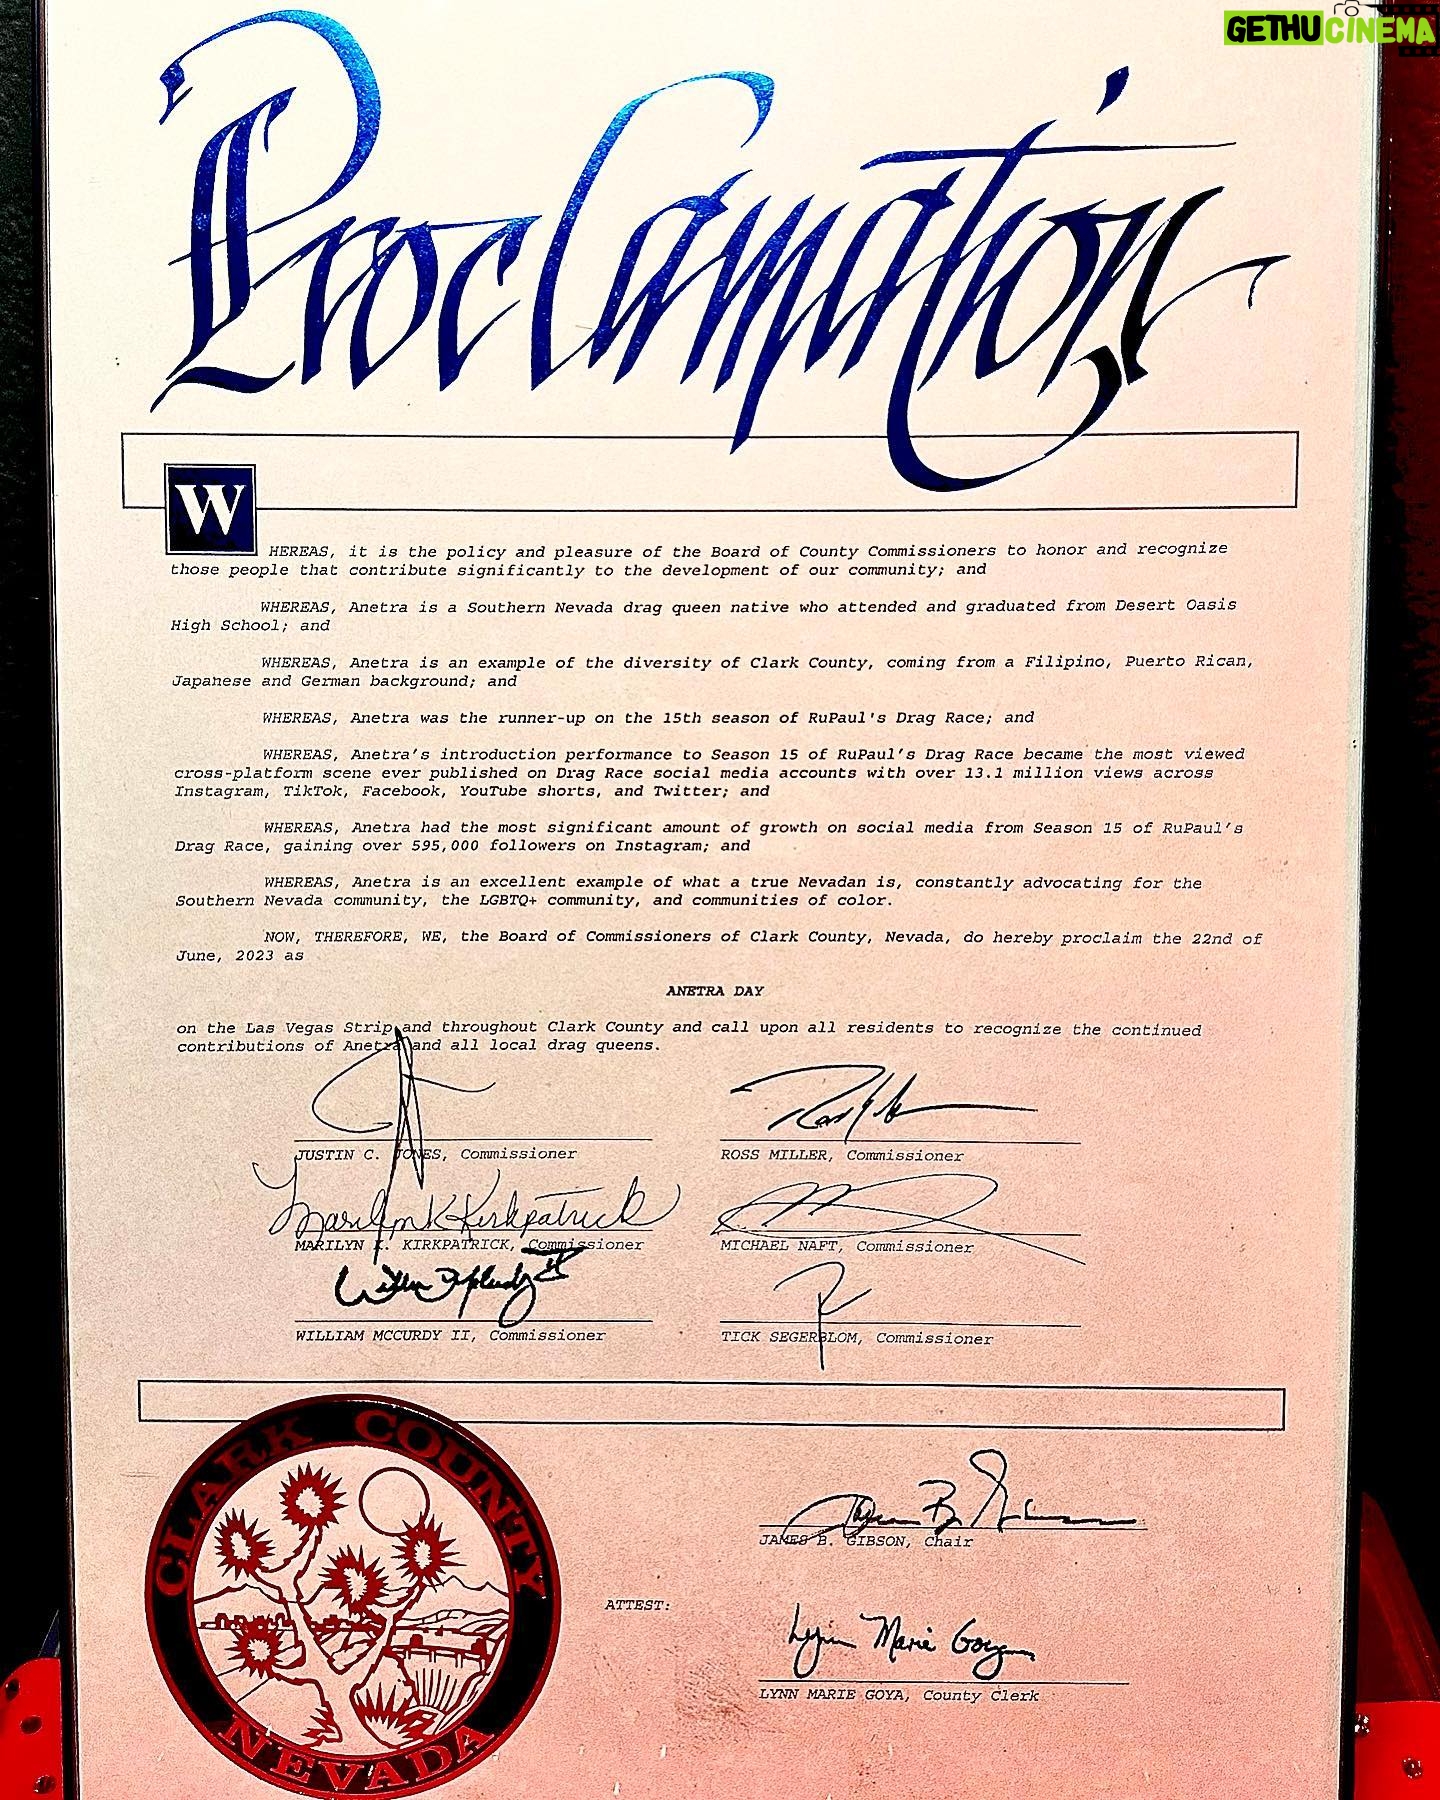 GETHUCINEMA
Proclamation
WHEREAS, it is the policy and pleasure of the Board of County Commissioners to honor and recognize
those people that contribute significantly to the development of our community; and
WHEREAS, Anetra is a Southern Nevada drag queen native who attended and graduated from Desert Oasis
High School; and
WHEREAS, Anetra is an example of the diversity of Clark County, coming from a Filipino, Puerto Rican,
Japanese and German background; and
WHEREAS, Anetra was the runner-up on the 15th season of RuPaul's Drag Race; and
WHEREAS, Anetra's introduction performance to Season 15 of RuPaul's Drag Race became the most viewed
cross-platform scene ever published on Drag Race social media accounts with over 13.1 million views across
Instagram, TikTok, Facebook, YouTube shorts, and Twitter; and
WHEREAS, Anetra had the most significant amount of growth on social media from Season 15 of RuPaul's
Drag Race, gaining over 595,000 followers on Instagram; and
WHEREAS, Anetra is an excellent example of what a true Nevadan is, constantly advocating for the
Southern Nevada community, the LGBTQ+ community, and communities of color.
NOW, THEREFORE, WE, the Board of Commissioners of Clark County, Nevada, do hereby proclaim the 22nd of
June, 2023 as
ANETRA DAY
on the Las Vegas Strip and throughout Clark County and call upon all residents to recognize the continued
contributions of Anetra and all local drag queens.
JUSTIN C. JONES, Commissioner
ROSS MILLER, Commissioner
Marilyn K Kirkpatrick
MARILYN K. KIRKPATRICK, Commissioner
MICHAEL NAFT, Commissioner
WILLIAM MCCURDY II, Commissioner
TICK SEGERBLOM, Commissioner
JAMES B. GIBSON, Chair
ATTEST:
Lynn Marie Goya
LYNN MARIE GOYA, County Clerk
CLARK COUNTY
NEVADA